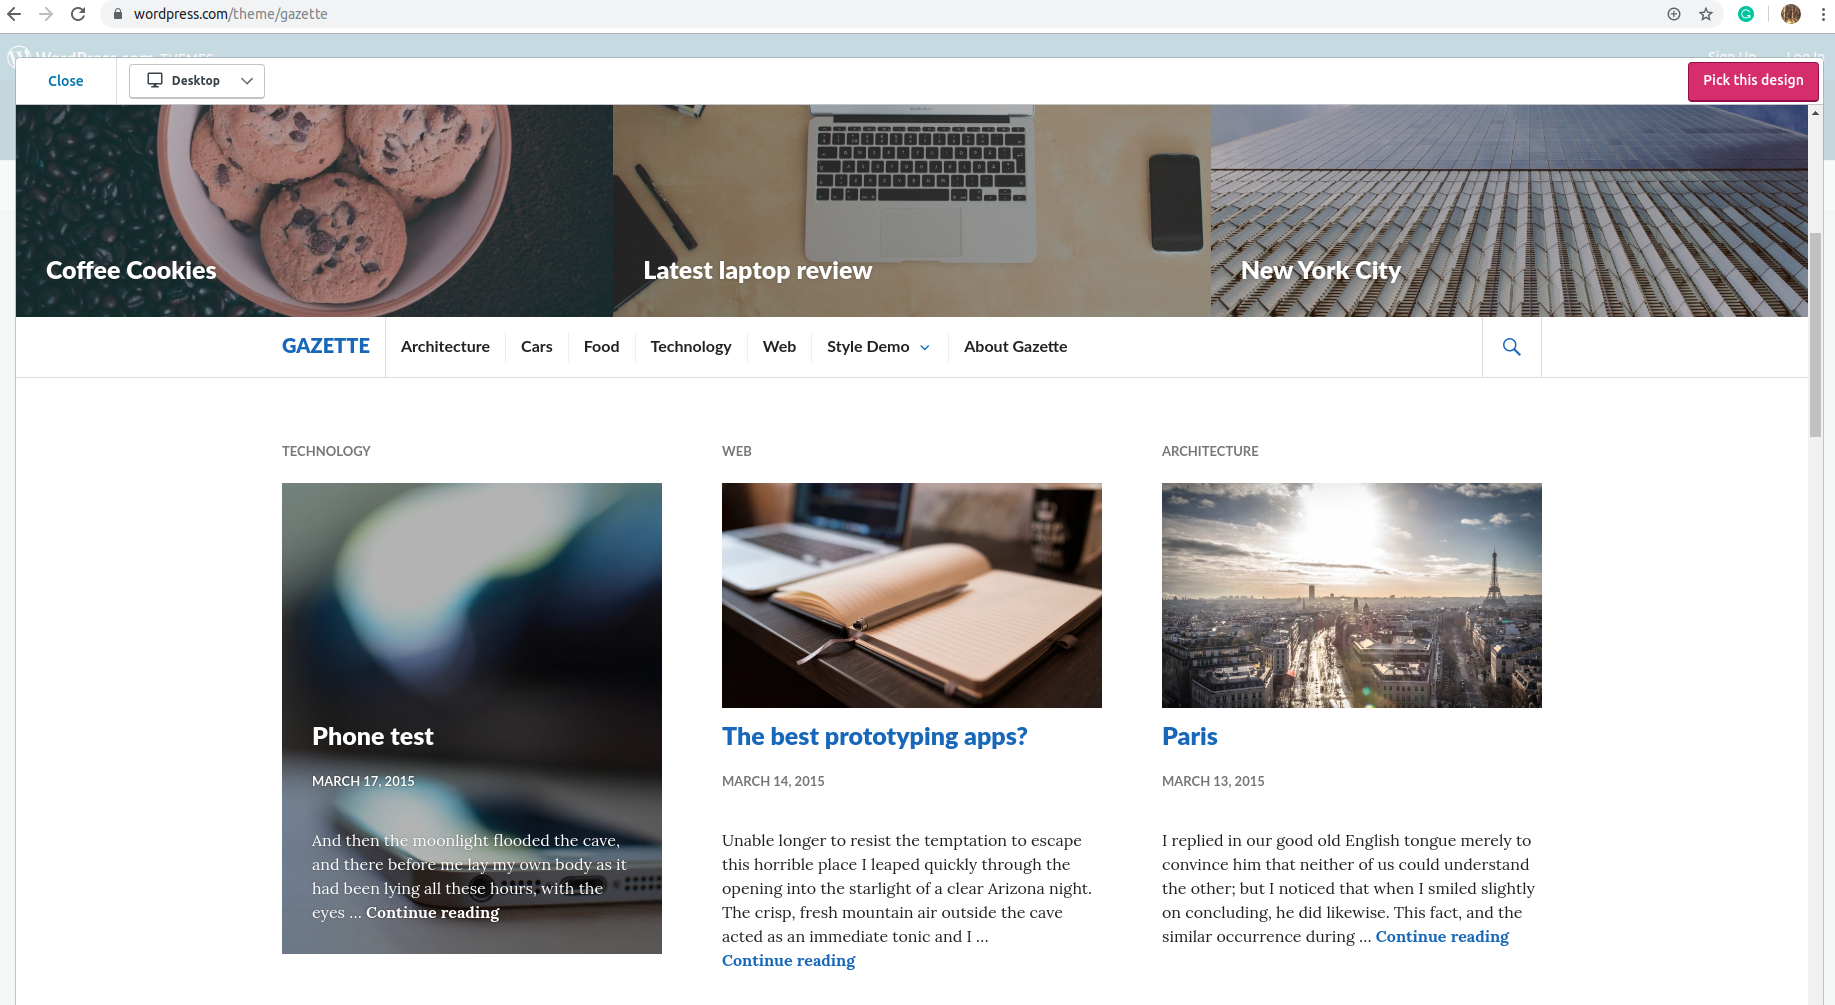 wordpress.com/theme/gazette
WordPress.com THEMES
Sign Up Log In
Close
Desktop
Pick this design
Coffee Cookies
Latest laptop review
New York City
GAZETTE
Architecture
Cars
Food
Technology
Web
Style Demo
About Gazette
TECHNOLOGY
Phone test
MARCH 17, 2015
And then the moonlight flooded the cave,
and there before me lay my own body as it
had been lying all these hours, with the
eyes … Continue reading
WEB
The best prototyping apps?
MARCH 14, 2015
Unable longer to resist the temptation to escape
this horrible place I leaped quickly through the
opening into the starlight of a clear Arizona night.
The crisp, fresh mountain air outside the cave
acted as an immediate tonic and I …
Continue reading
ARCHITECTURE
Paris
MARCH 13, 2015
I replied in our good old English tongue merely to
convince him that neither of us could understand
the other; but I noticed that when I smiled slightly
on concluding, he did likewise. This fact, and the
similar occurrence during … Continue reading